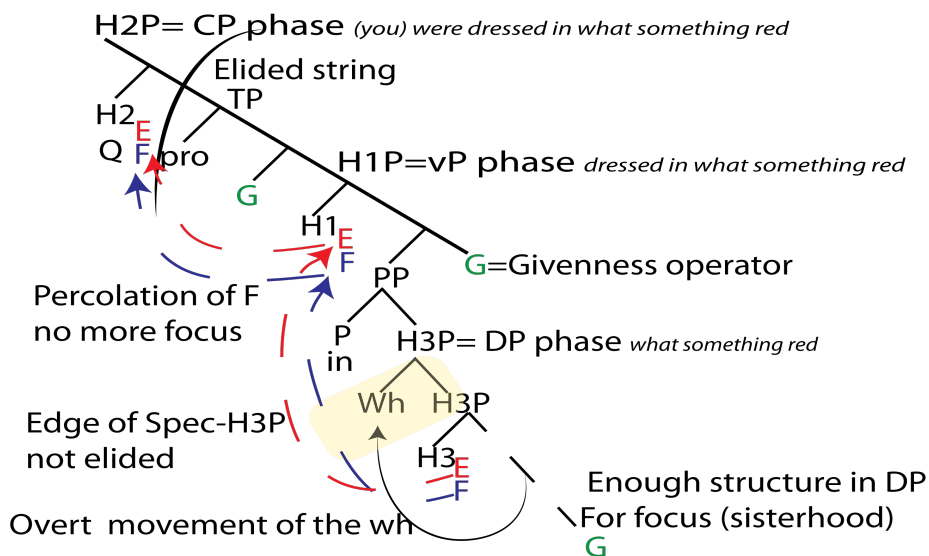 H2P= CP phase (you) were dressed in what something red
Elided string
TP
H2
E
Q F pro
H1P=vP phase dressed in what something red
G
H1
E
F
G=Givenness operator
PP
Percolation of F
no more focus
P
in
H3P= DP phase what something red
Wh H3P
Edge of Spec-H3P
not elided
H3
E
F
Enough structure in DP
For focus (sisterhood)
G
Overt movement of the wh